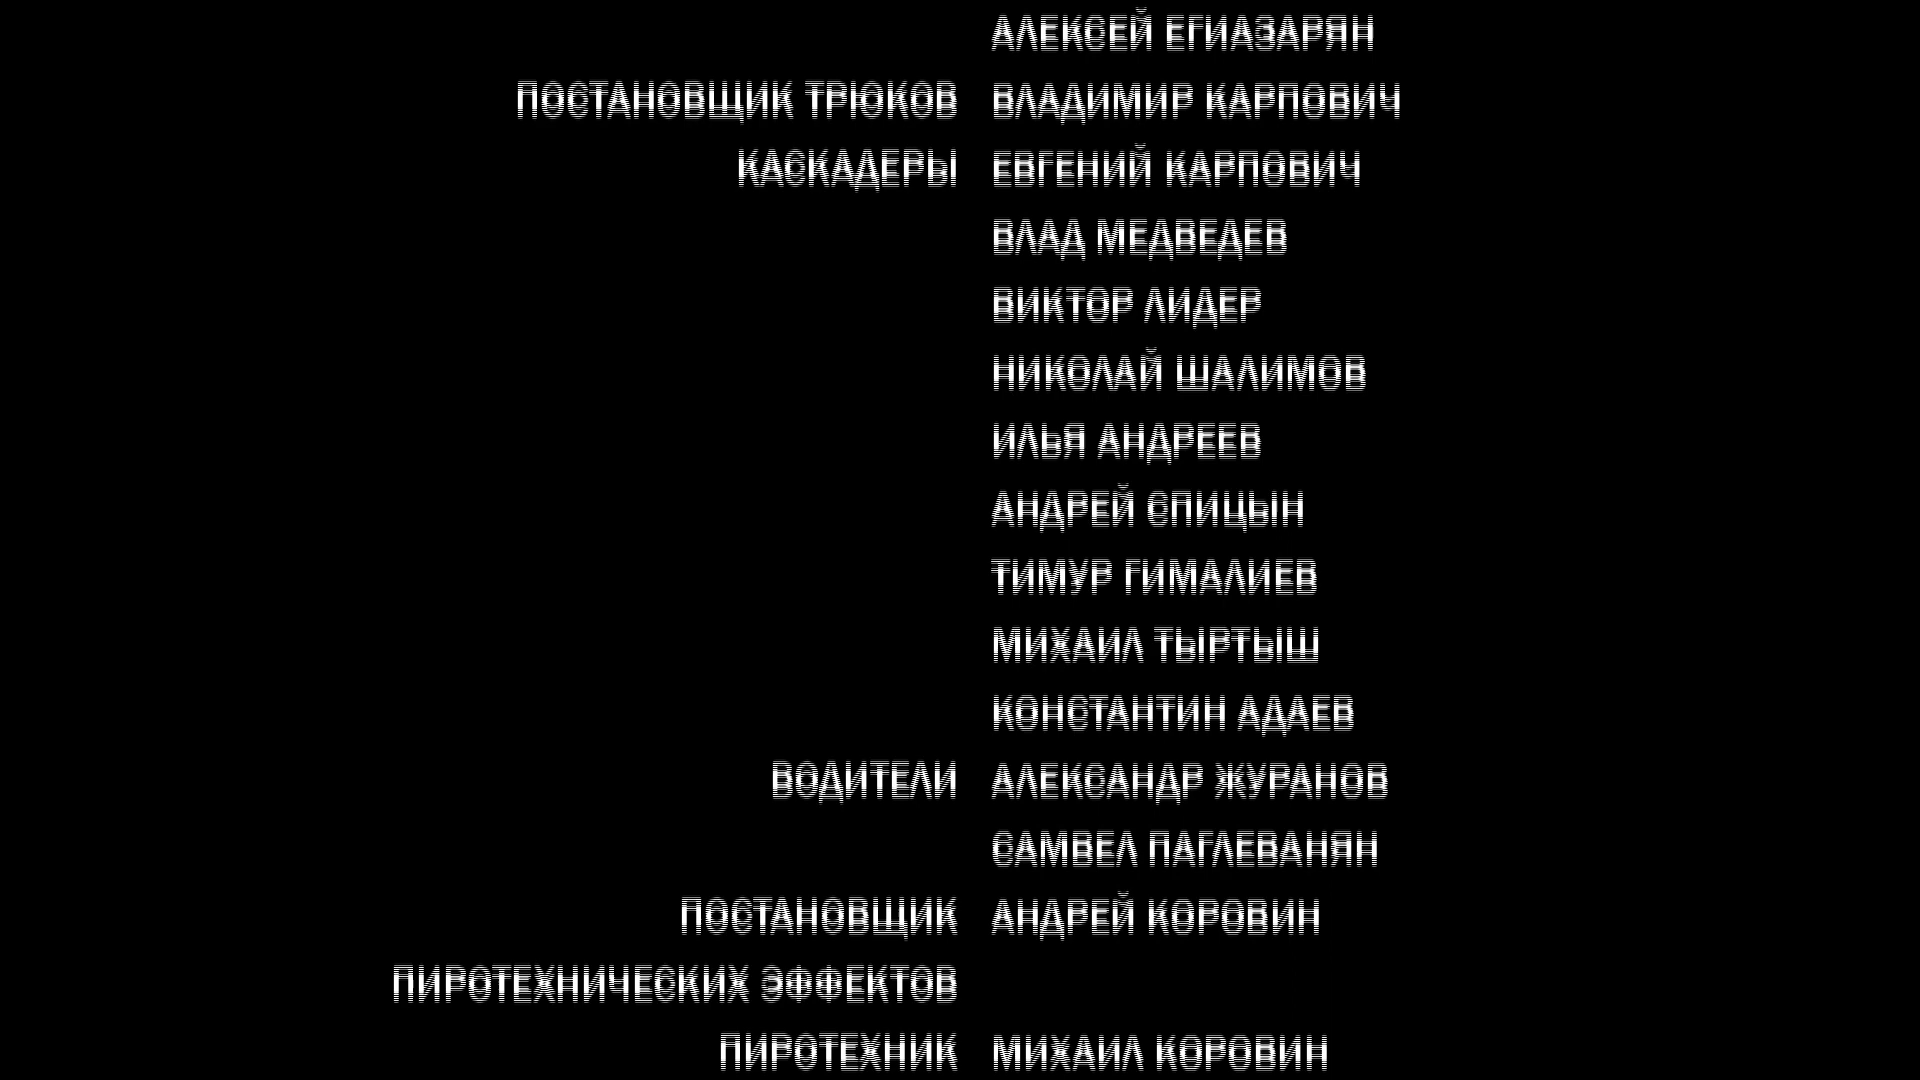 АЛЕКСЕЙ ЕГИАЗАРЯН
ПОСТАНОВЩИК ТРЮКОВ ВЛАДИМИР КАРПОВИЧ
КАСКАДЕРЫ ЕВГЕНИЙ КАРПОВИЧ
ВЛАД МЕДВЕДЕВ
ВИКТОР ЛИДЕР
НИКОЛАЙ ШАЛИМОВ
ИЛЬЯ АНДРЕЕВ
АНДРЕЙ СПИЦЫН
ТИМУР ГИМАЛИЕВ
МИХАИЛ ТЫРТЫШ
КОНСТАНТИН АДАЕВ
ВОДИТЕЛИ АЛЕКСАНДР ЖУРАНОВ
САМВЕЛ ПАГЛЕВАНЯН
ПОСТАНОВЩИК АНДРЕЙ КОРОВИН
ПИРОТЕХНИЧЕСКИХ ЭФФЕКТОВ
ПИРОТЕХНИК МИХАИЛ КОРОВИН